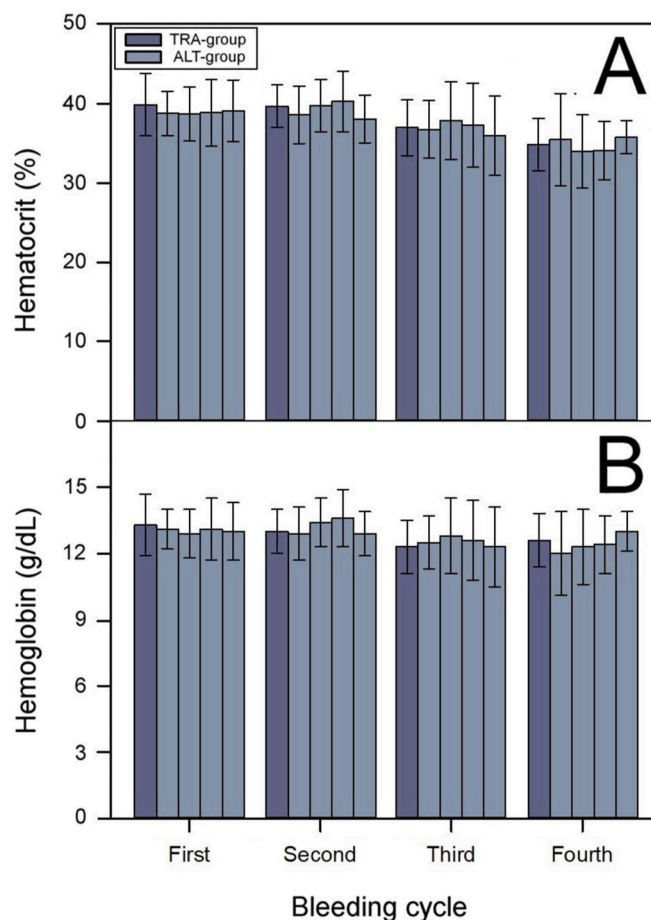 TRA-group
ALT-group
A
Hematocrit (%)
50
40
30
20
10
0
B
Hemoglobin (g/dL)
15
12
9
6
3
0
First Second Third Fourth
Bleeding cycle